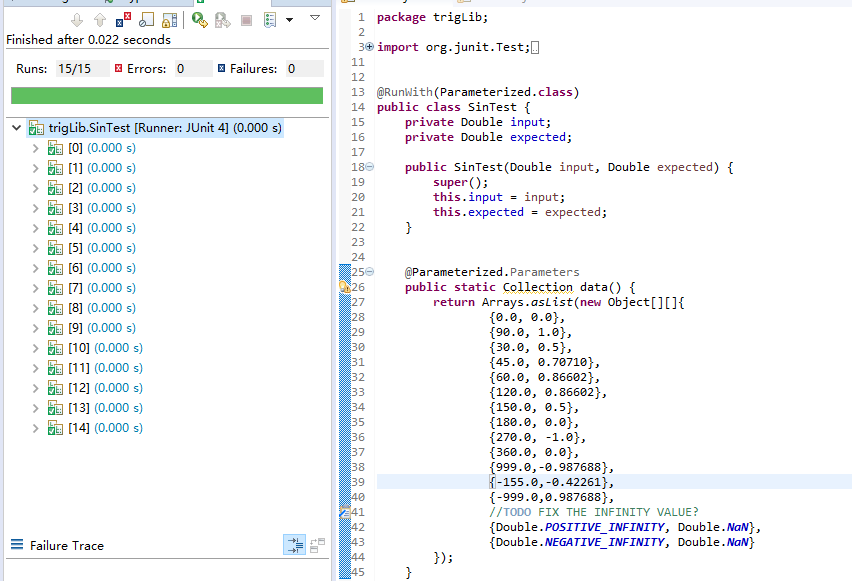 Finished after 0.022 seconds
Runs: 15/15 Errors: 0 Failures: 0
trigLib.SinTest [Runner: JUnit 4] (0.000 s)
[0] (0.000 s)
[1] (0.000 s)
[2] (0.000 s)
[3] (0.000 s)
[4] (0.000 s)
[5] (0.000 s)
[6] (0.000 s)
[7] (0.000 s)
[8] (0.000 s)
[9] (0.000 s)
[10] (0.000 s)
[11] (0.000 s)
[12] (0.000 s)
[13] (0.000 s)
[14] (0.000 s)
Failure Trace
1 package trigLib;
2
3 import org.junit.Test;
11
12
13 @RunWith(Parameterized.class)
14 public class SinTest {
15 private Double input;
16 private Double expected;
17
18 public SinTest(Double input, Double expected) {
19 super();
20 this.input = input;
21 this.expected = expected;
22 }
23
24
25 @Parameterized.Parameters
26 public static Collection data() {
27 return Arrays.asList(new Object[][]{
28 {0.0, 0.0},
29 {90.0, 1.0},
30 {30.0, 0.5},
31 {45.0, 0.70710},
32 {60.0, 0.86602},
33 {120.0, 0.86602},
34 {150.0, 0.5},
35 {180.0, 0.0},
36 {270.0, -1.0},
37 {360.0, 0.0},
38 {999.0,-0.987688},
39 {-155.0,-0.42261},
40 {-999.0,0.987688},
41 //TODO FIX THE INFINITY VALUE?
42 {Double.POSITIVE_INFINITY, Double.NaN},
43 {Double.NEGATIVE_INFINITY, Double.NaN}
44 });
45 }